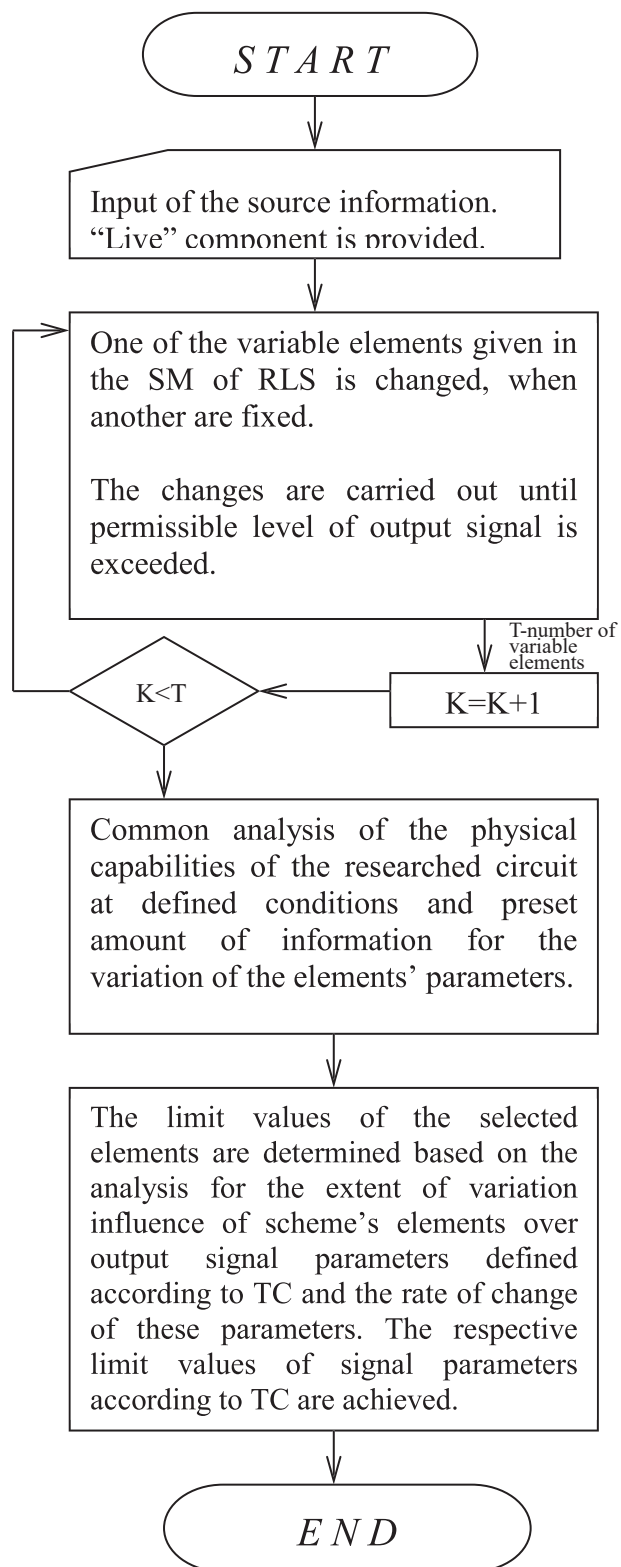 S T A R T
Input of the source information.
“Live” component is provided.
One of the variable elements given in
the SM of RLS is changed, when
another are fixed.
The changes are carried out until
permissible level of output signal is
exceeded.
T-number of
variable
elements
K<T
K=K+1
Common analysis of the physical
capabilities of the researched circuit
at defined conditions and preset
amount of information for the
variation of the elements’ parameters.
The limit values of the selected
elements are determined based on the
analysis for the extent of variation
influence of scheme’s elements over
output signal parameters defined
according to TC and the rate of change
of these parameters. The respective
limit values of signal parameters
according to TC are achieved.
E N D